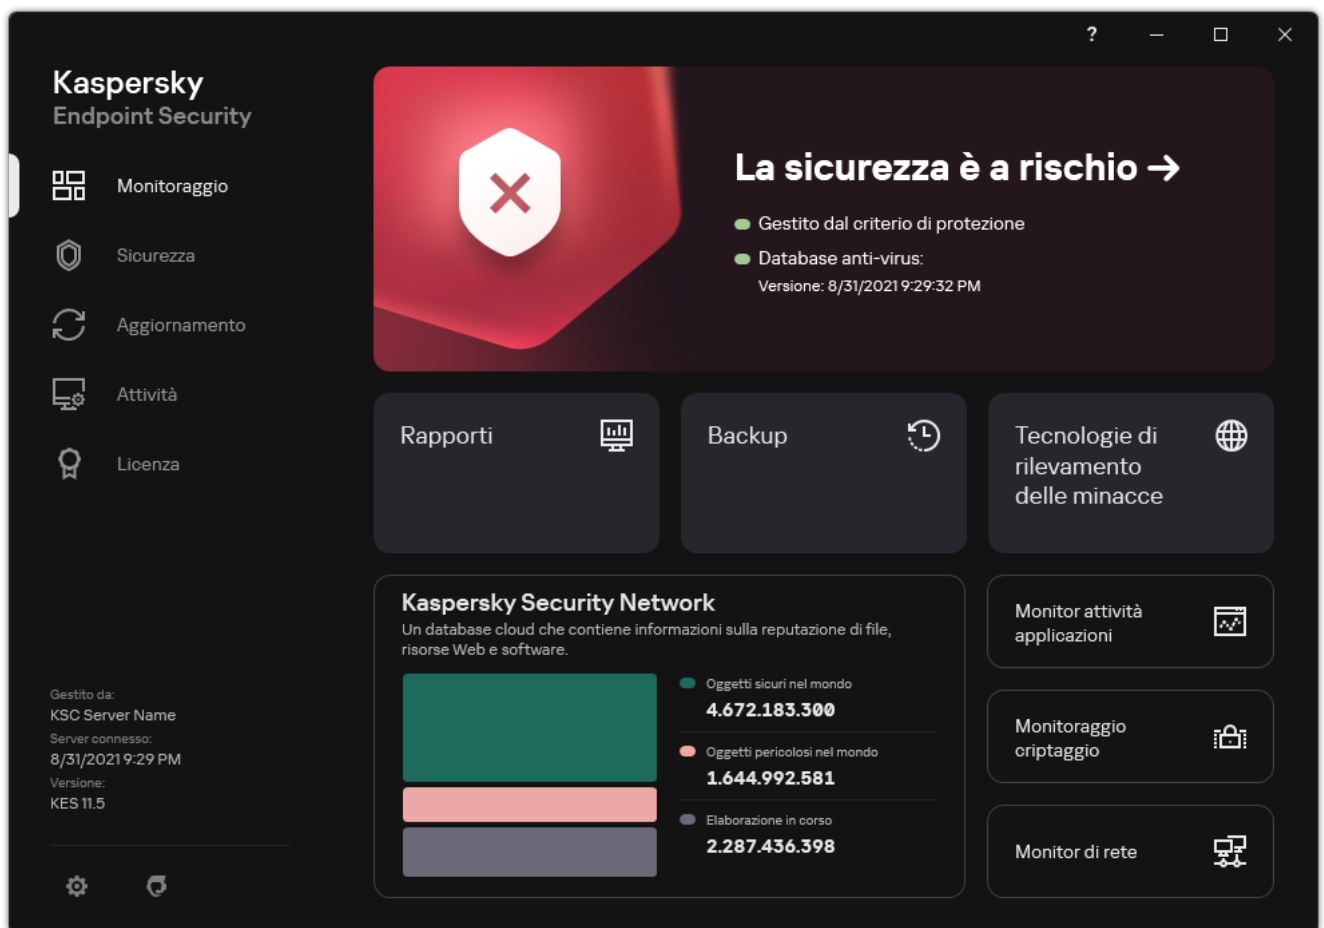 ?
Kaspersky
Endpoint Security
Monitoraggio
Sicurezza
Aggiornamento
Attività
Licenza
Gestito da:
KSC Server Name
Server connesso:
8/31/2021 9:29 PM
Versione:
KES 11.5
La sicurezza è a rischio →
Gestito dal criterio di protezione
Database anti-virus:
Versione: 8/31/2021 9:29:32 PM
Rapporti
Backup
Tecnologie di
rilevamento
delle minacce
Kaspersky Security Network
Un database cloud che contiene informazioni sulla reputazione di file,
risorse Web e software.
Oggetti sicuri nel mondo
4.672.183.300
Oggetti pericolosi nel mondo
1.644.992.581
Elaborazione in corso
2.287.436.398
Monitor attività
applicazioni
Monitoraggio
criptaggio
Monitor di rete